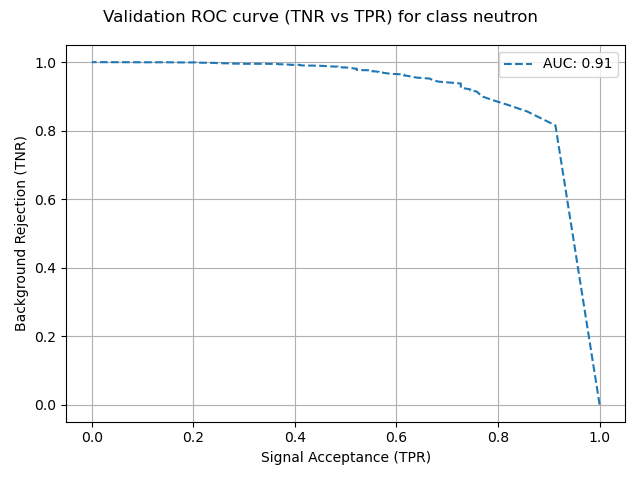 Validation ROC curve (TNR vs TPR) for class neutron
AUC: 0.91
Background Rejection (TNR)
1.0
0.8
0.6
0.4
0.2
0.0
0.0 0.2 0.4 0.6 0.8 1.0
Signal Acceptance (TPR)